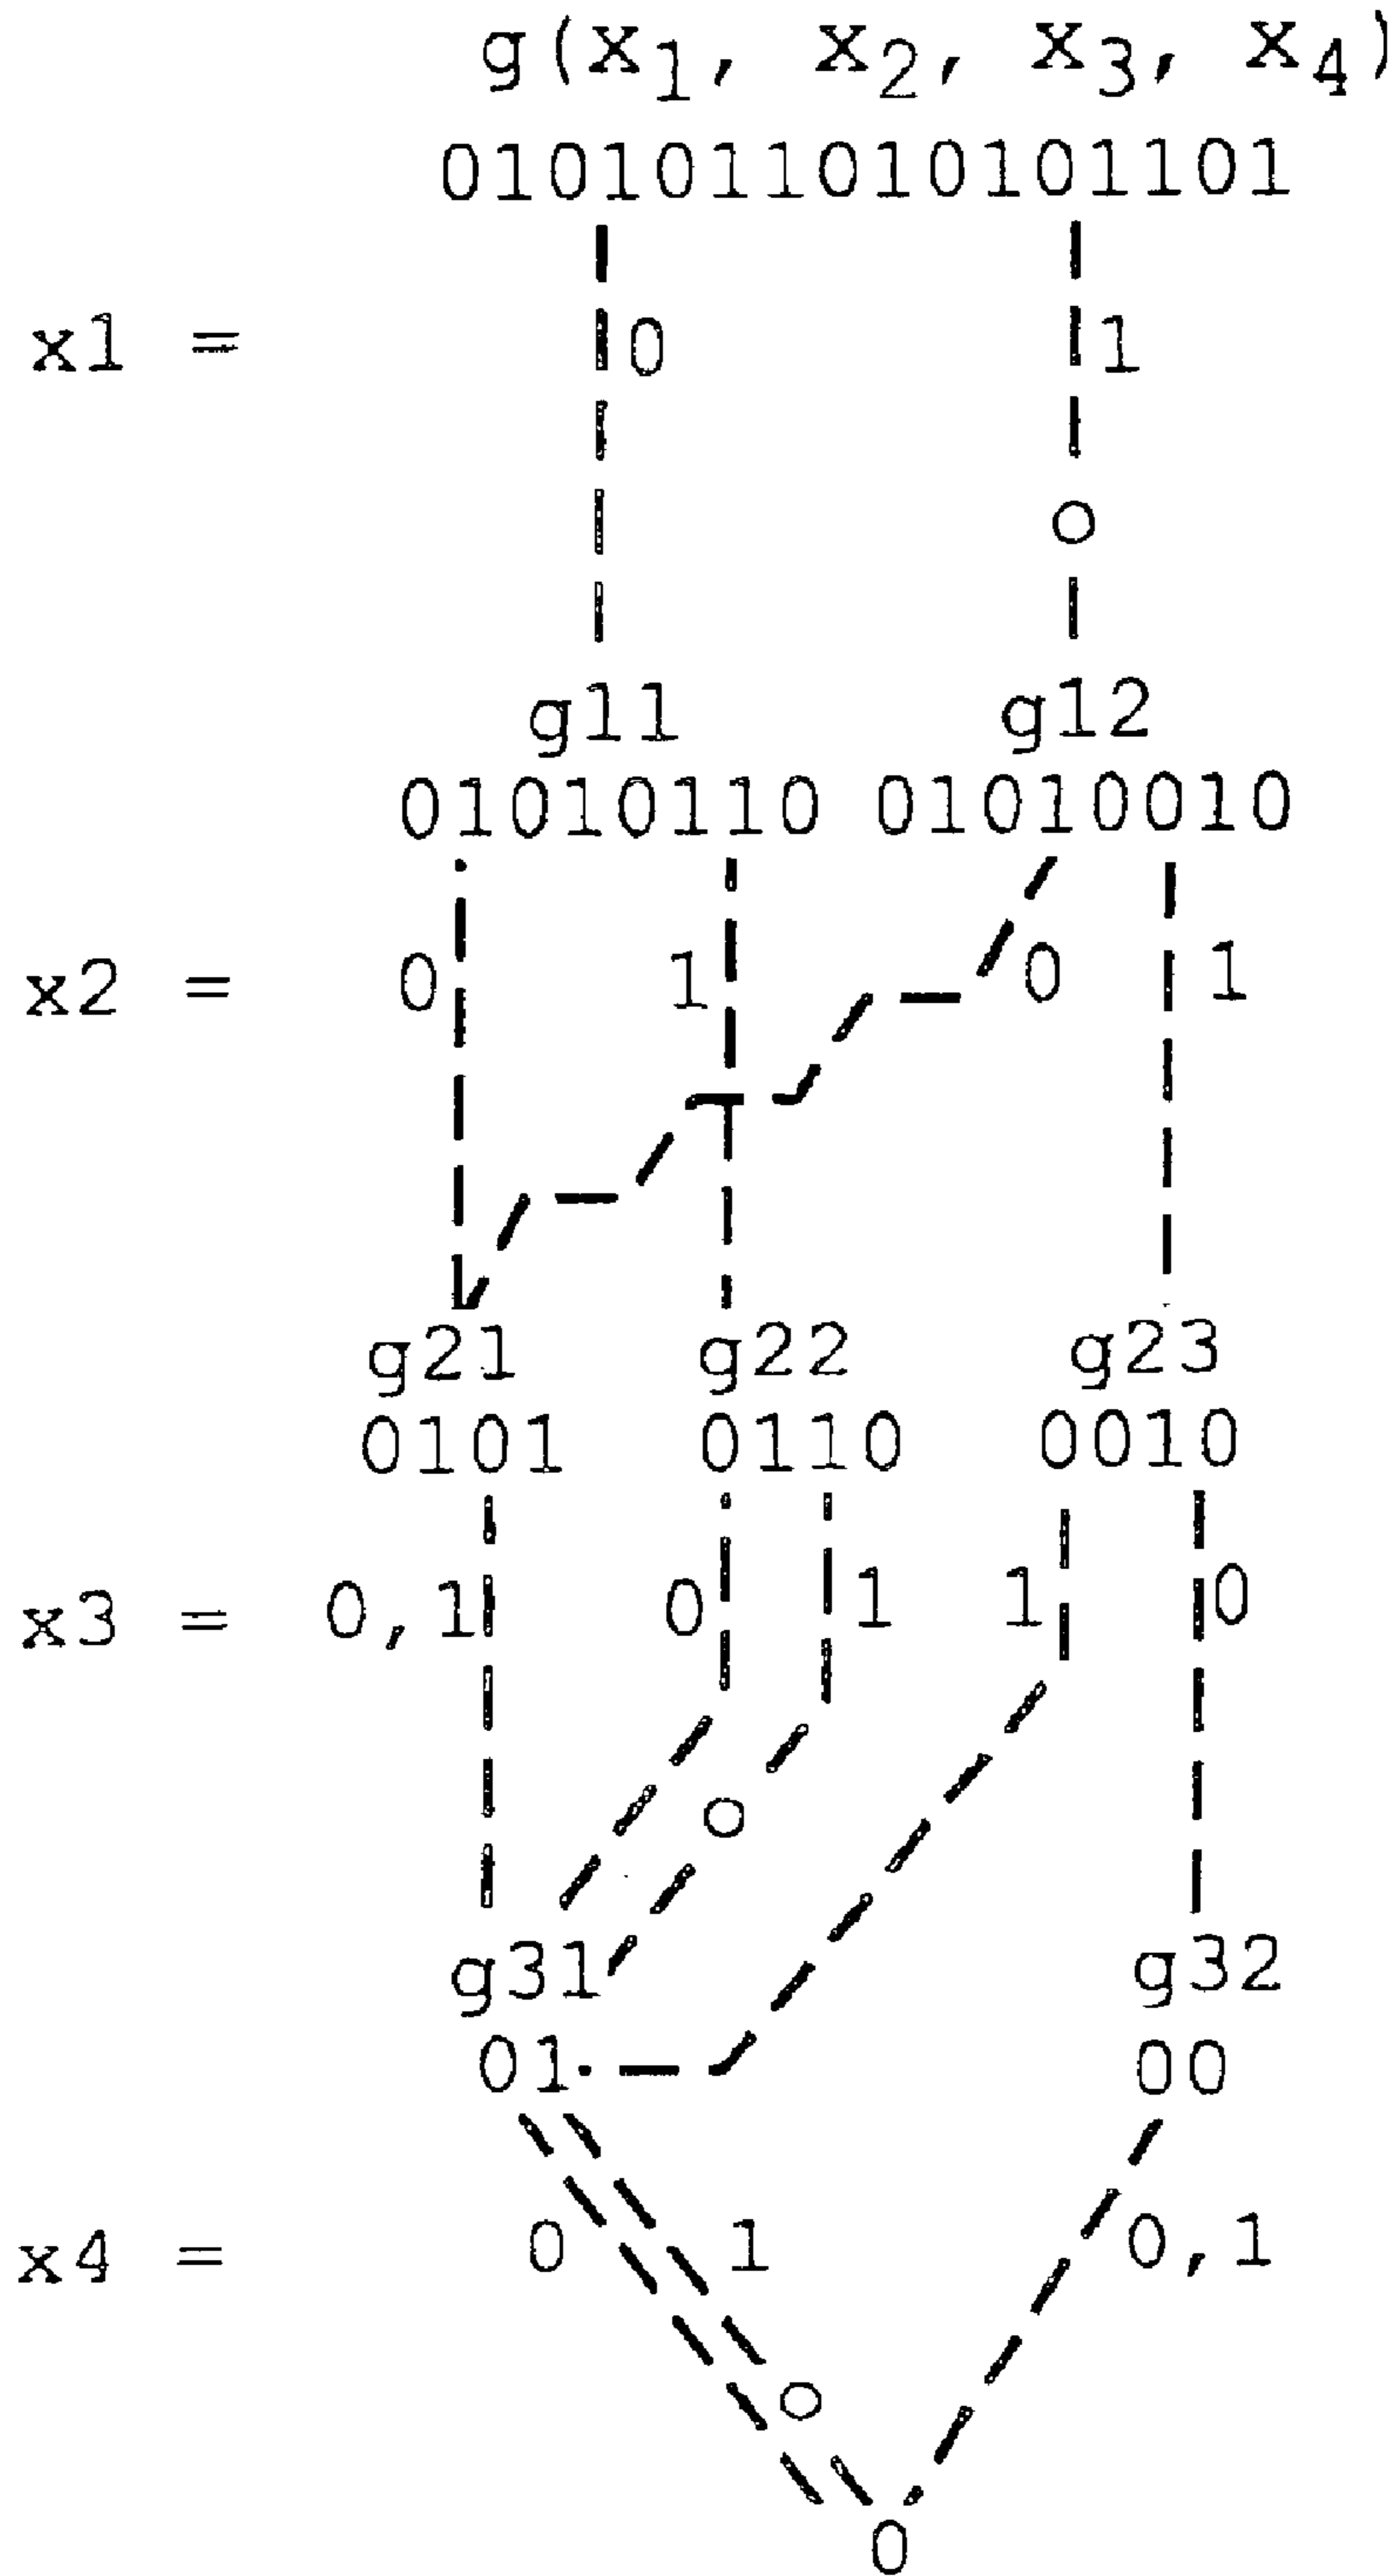 g(x₁, x₂, x₃, x₄)
0101011010101101
x1 = 0 1
g11 g12
01010110 01010010
x2 = 0 1 0 1
g21 g22 g23
0101 0110 0010
x3 = 0,1 0 1 1 0
g31 g32
01 00
x4 = 0 1 0,1
0